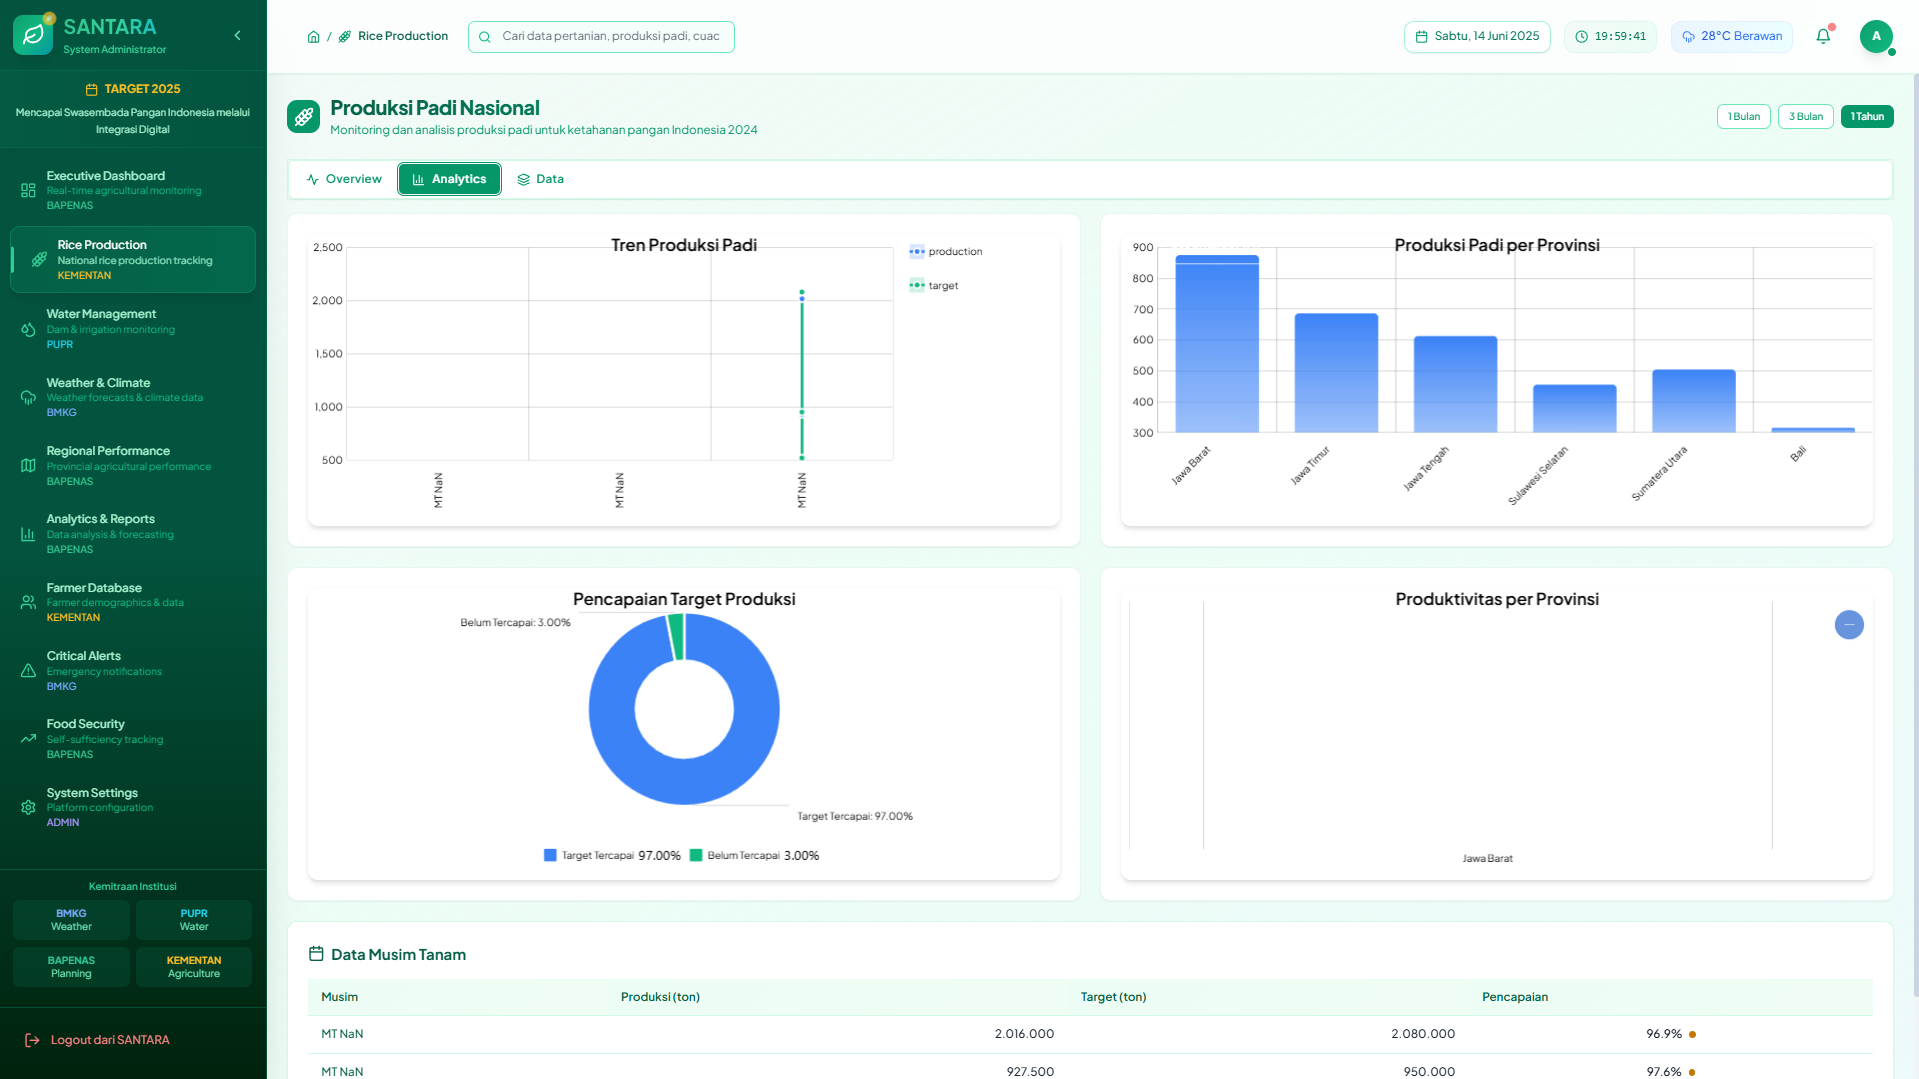 SANTARA
System Administrator
TARGET 2025
Mencapai Swasembada Pangan Indonesia melalui
Integrasi Digital
Executive Dashboard
Real-time agricultural monitoring
BAPENAS
Rice Production
National rice production tracking
KEMENTAN
Water Management
Dam & irrigation monitoring
PUPR
Weather & Climate
Weather forecasts & climate data
BMKG
Regional Performance
Provincial agricultural performance
BAPENAS
Analytics & Reports
Data analysis & forecasting
BAPENAS
Farmer Database
Farmer demographics & data
KEMENTAN
Critical Alerts
Emergency notifications
BMKG
Food Security
Self-sufficiency tracking
BAPENAS
System Settings
Platform configuration
ADMIN
Kemitraan Institusi
BMKG
Weather
PUPR
Water
BAPENAS
Planning
KEMENTAN
Agriculture
Logout dari SANTARA
/ Rice Production
Cari data pertanian, produksi padi, cuac
Sabtu, 14 Juni 2025
19:59:41
28°C Berawan
A
Produksi Padi Nasional
Monitoring dan analisis produksi padi untuk ketahanan pangan Indonesia 2024
1 Bulan
3 Bulan
1 Tahun
Overview
Analytics
Data
Tren Produksi Padi
2,500
2,000
1,500
1,000
500
MT NaN
MT NaN
MT NaN
production
target
Produksi Padi per Provinsi
900
800
700
600
500
400
300
Jawa Barat
Jawa Timur
Jawa Tengah
Sulawesi Selatan
Sumatera Utara
Bali
Pencapaian Target Produksi
Belum Tercapai: 3.00%
Target Tercapai: 97.00%
Target Tercapai 97.00%
Belum Tercapai 3.00%
Produktivitas per Provinsi
Jawa Barat
Data Musim Tanam
Musim Produksi (ton) Target (ton) Pencapaian
MT NaN 2.016.000 2.080.000 96.9%
MT NaN 927.500 950.000 97.6%